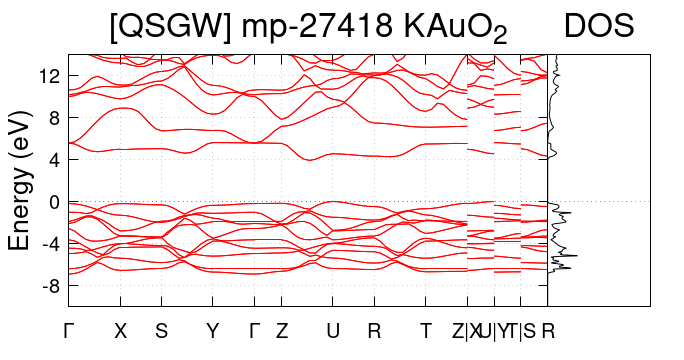 [QSGW] mp-27418 KAuO₂ DOS
Energy (eV)
12
8
4
0
-4
-8
Γ X S Y Γ Z U R T Z|X U|Y T|S R